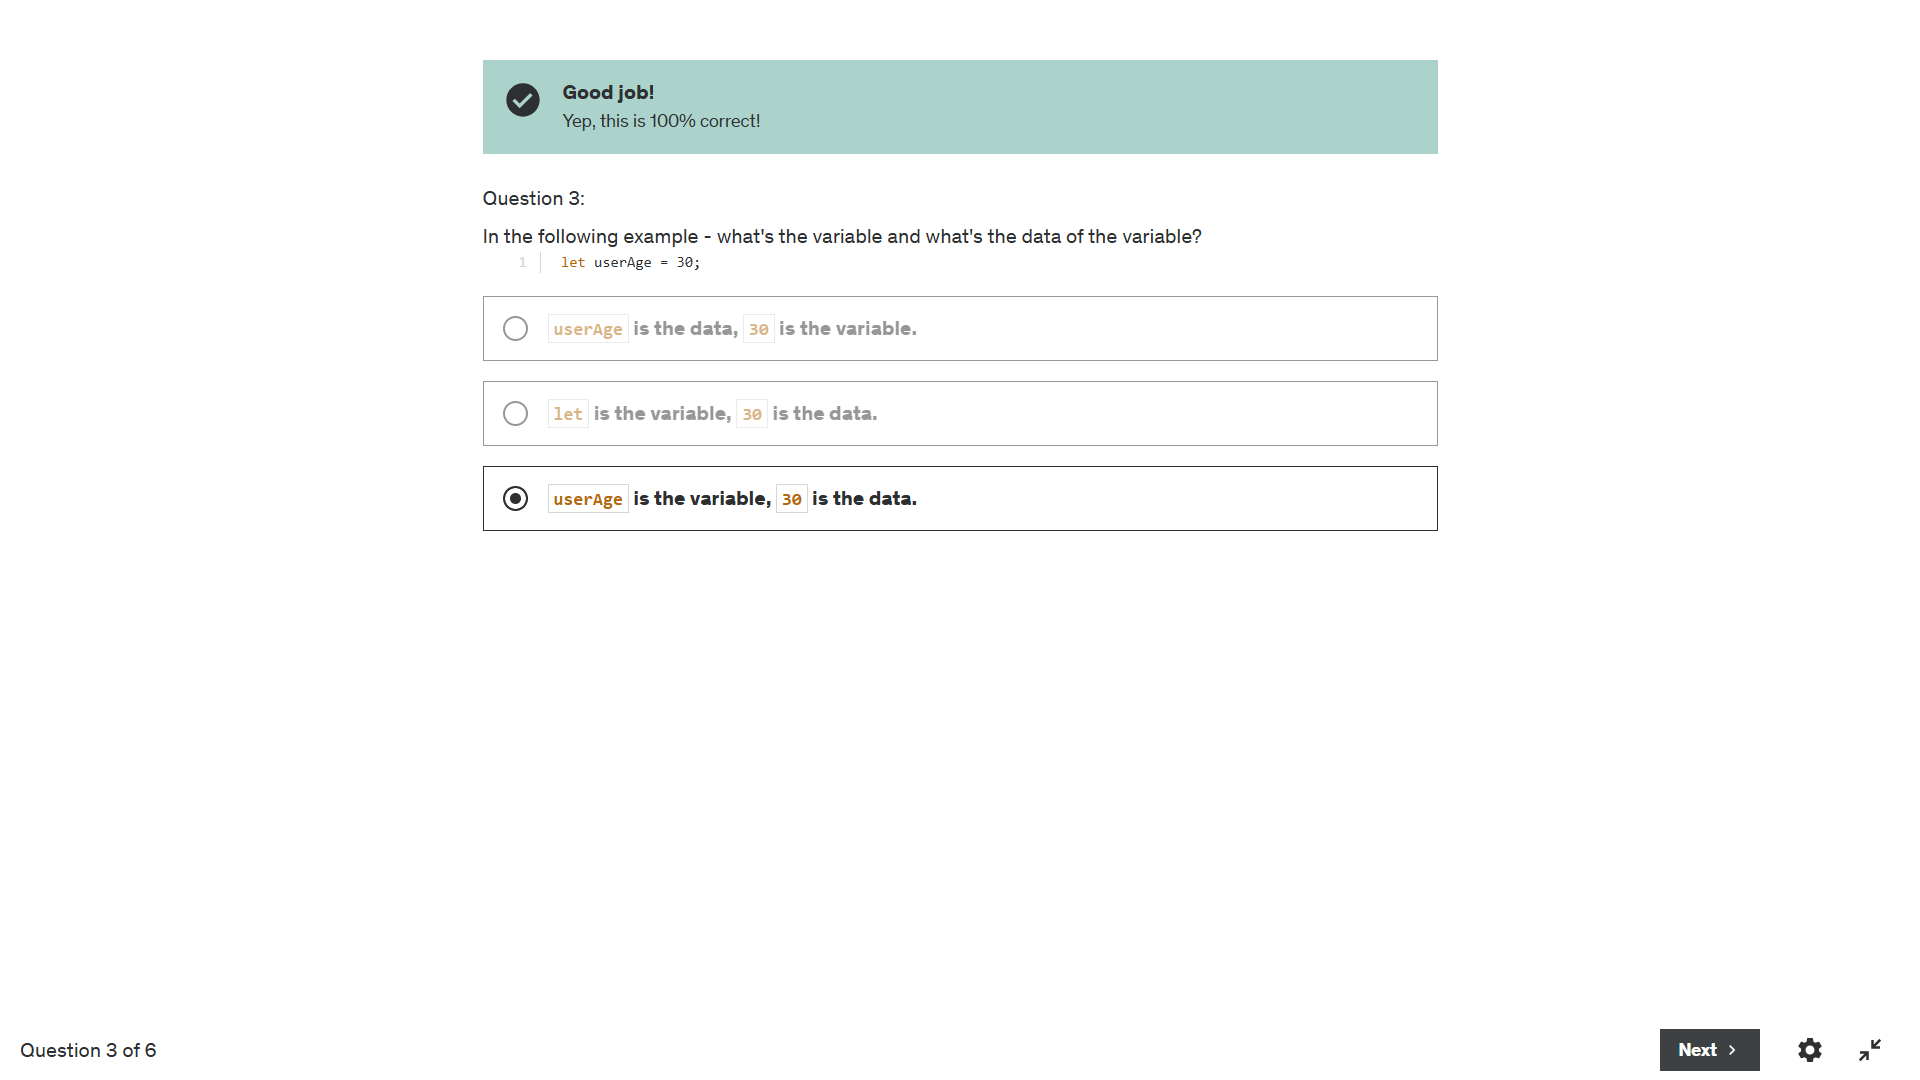 Good job!
Yep, this is 100% correct!
Question 3:
In the following example - what's the variable and what's the data of the variable?
1 let userAge = 30;
userAge is the data, 30 is the variable.
let is the variable, 30 is the data.
userAge is the variable, 30 is the data.
Question 3 of 6
Next